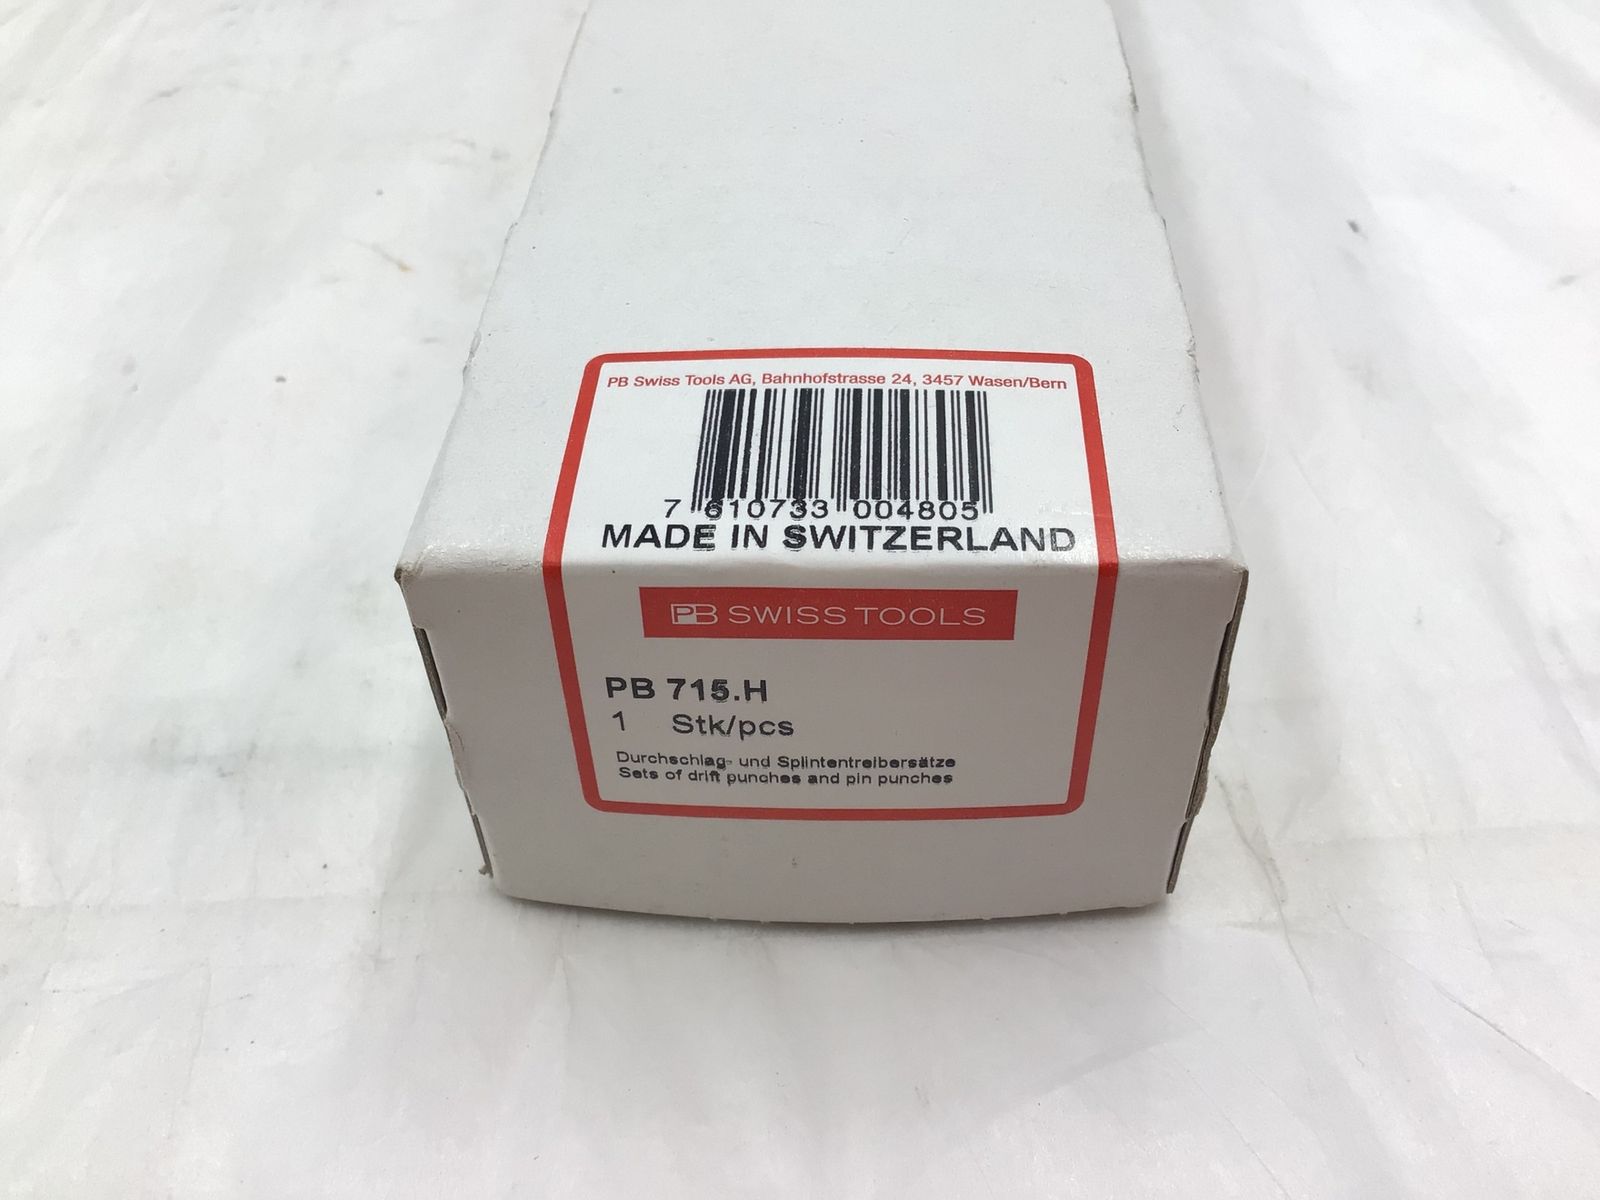 PB Swiss Tools AG, Bahnhofstrasse 24, 3457 Wasen/Bern
7 610733 004805
MADE IN SWITZERLAND
PB SWISS TOOLS
PB 715.H
1 Stk/pcs
Durchschlag- und Splintentreibersätze
Sets of drift punches and pin punches